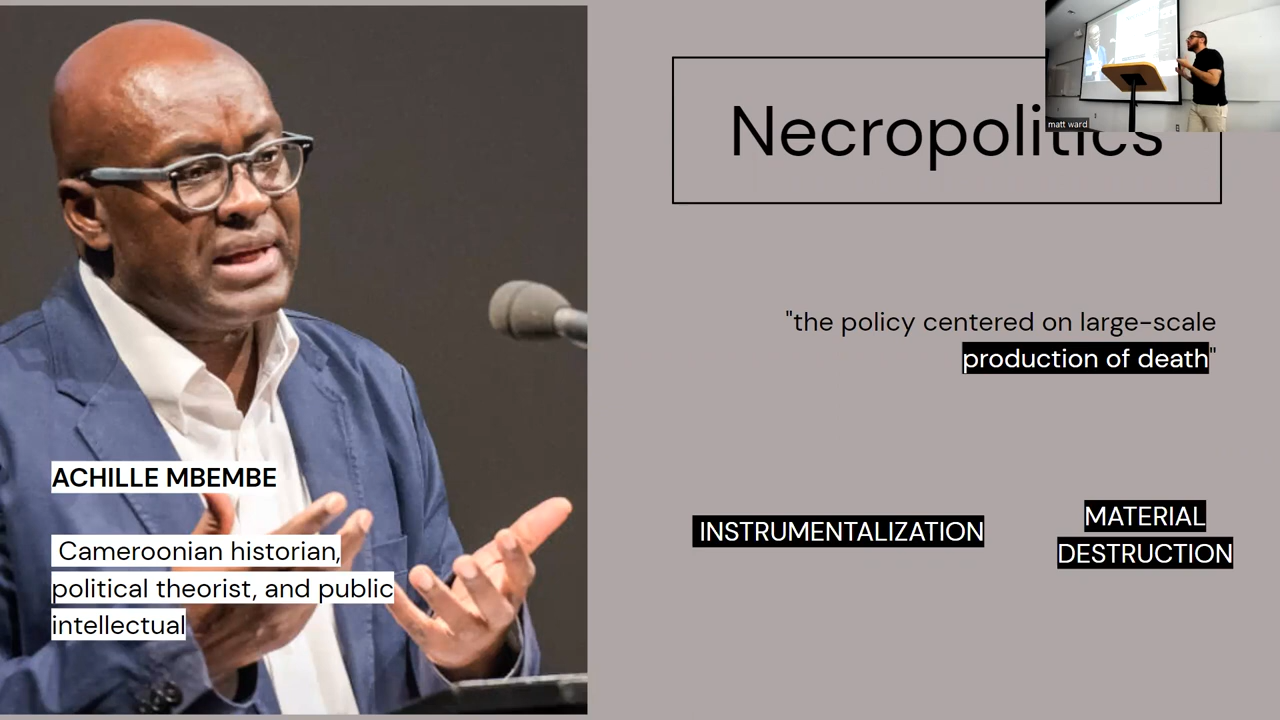 Necropolitics
matt ward
"the policy centered on large-scale
production of death"
ACHILLE MBEMBE
Cameroonian historian,
political theorist, and public
intellectual
INSTRUMENTALIZATION
MATERIAL
DESTRUCTION